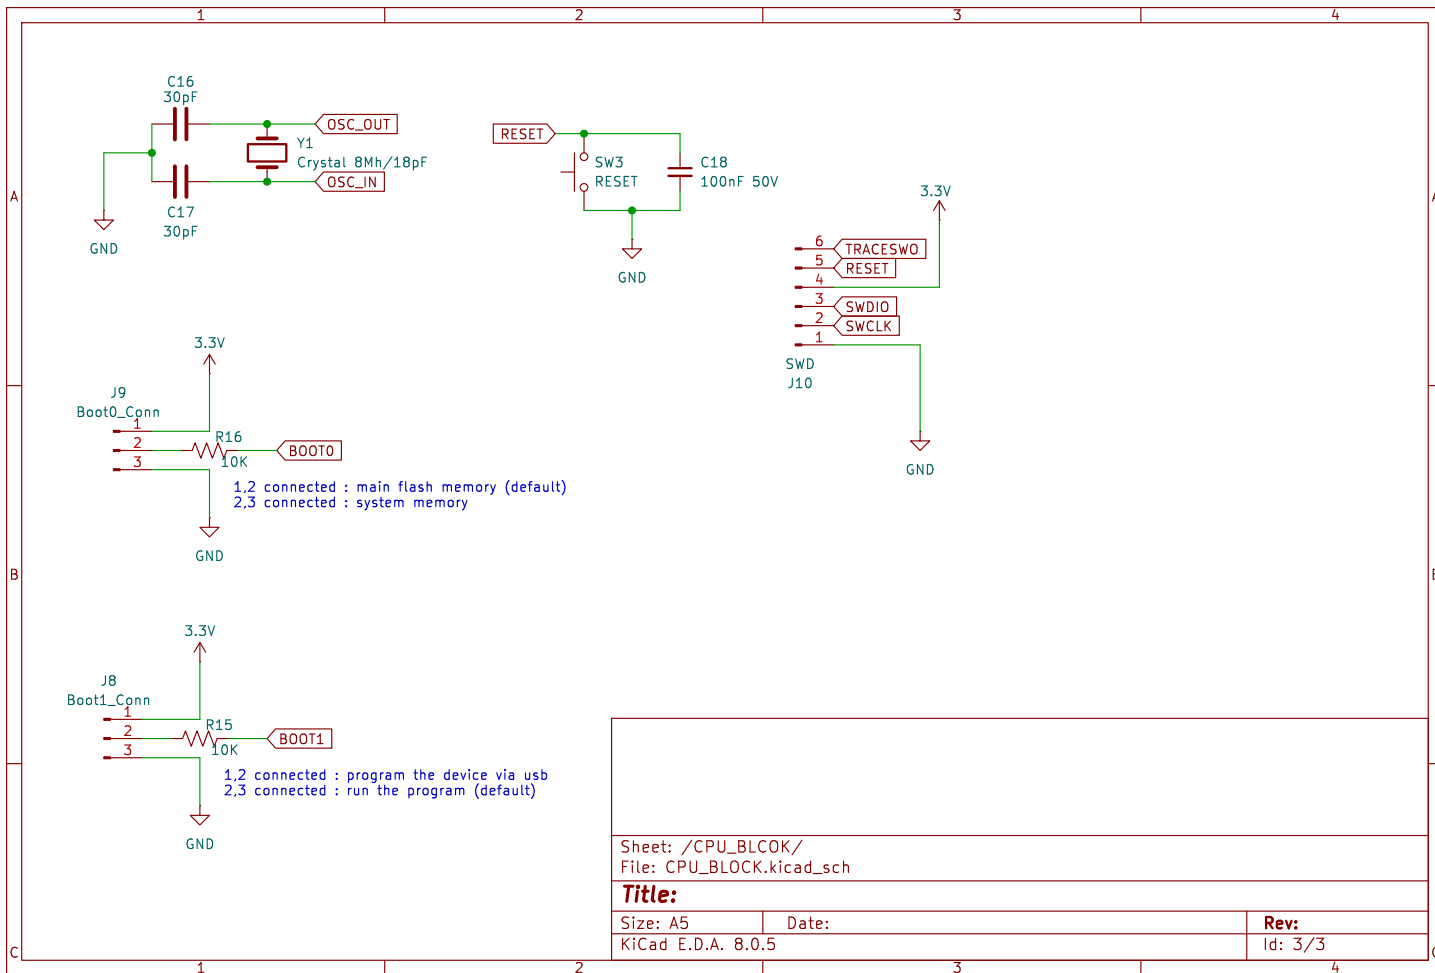 1 2 3 4
C16
30pF
OSC_OUT
Y1
Crystal 8Mh/18pF
OSC_IN
C17
30pF
GND
RESET
SW3
RESET
C18
100nF 50V
GND
A
3.3V
6 TRACESWO
5 RESET
4
3 SWDIO
2 SWCLK
1
SWD
J10
GND
3.3V
J9
Boot0_Conn
1
2
3
R16
10K
BOOT0
1,2 connected : main flash memory (default)
2,3 connected : system memory
GND
B
3.3V
J8
Boot1_Conn
1
2
3
R15
10K
BOOT1
1,2 connected : program the device via usb
2,3 connected : run the program (default)
GND
Sheet: /CPU_BLCOK/
File: CPU_BLOCK.kicad_sch
Title:
Size: A5 Date: Rev:
KiCad E.D.A. 8.0.5 Id: 3/3
C
1 2 3 4